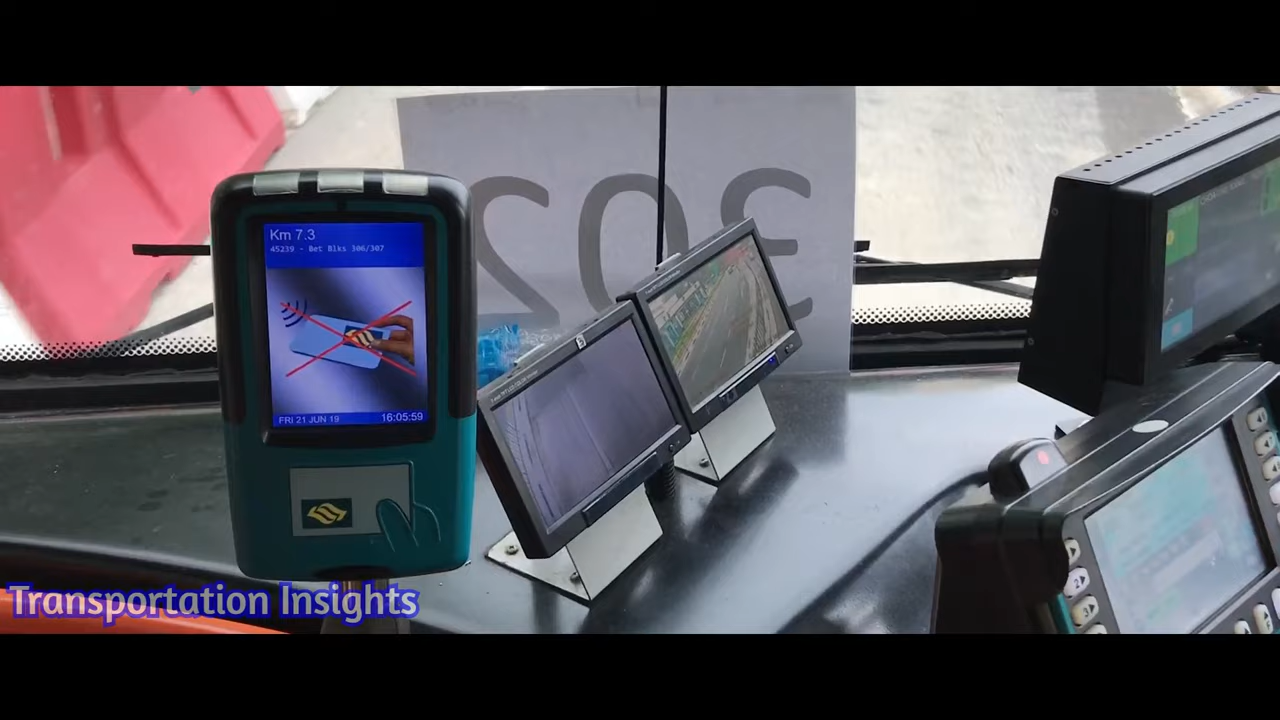 Km 7.3
45239 - Bet Blks 306/307
302
FRI 21 JUN 19 16:05:59
Transportation Insights